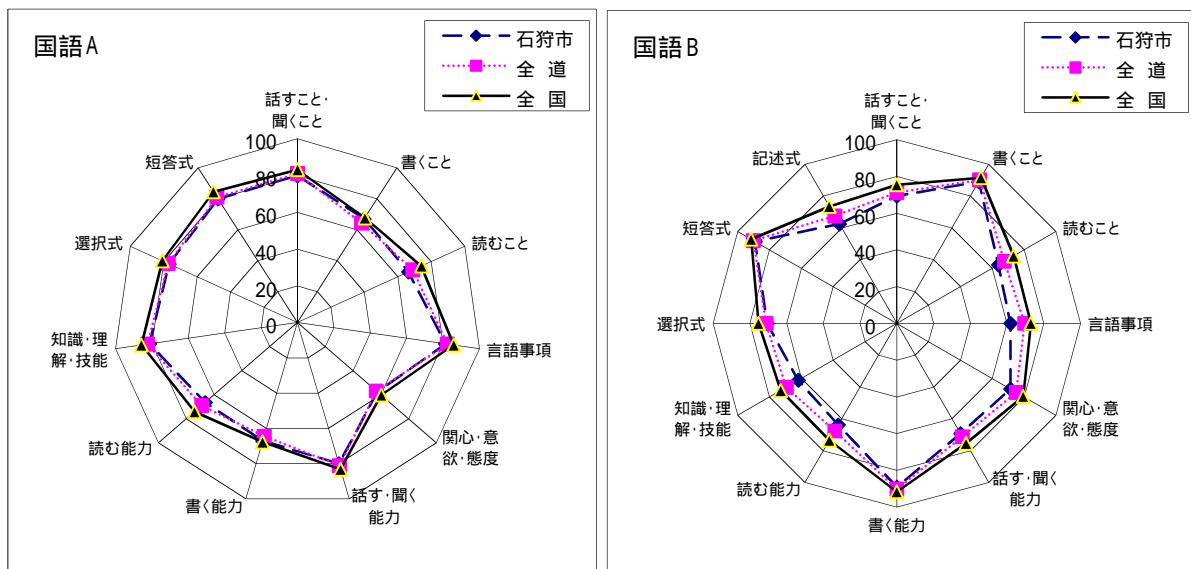 国語A
石狩市
全 道
全 国
話すこと・
聞くこと
書くこと
読むこと
言語事項
関心・意
欲・態度
話す・聞く
能力
書く能力
読む能力
知識・理
解・技能
選択式
短答式
100
80
60
40
20
0
国語B
石狩市
全 道
全 国
話すこと・
聞くこと
書くこと
読むこと
言語事項
関心・意
欲・態度
話す・聞く
能力
書く能力
読む能力
知識・理
解・技能
選択式
短答式
記述式
100
80
60
40
20
0